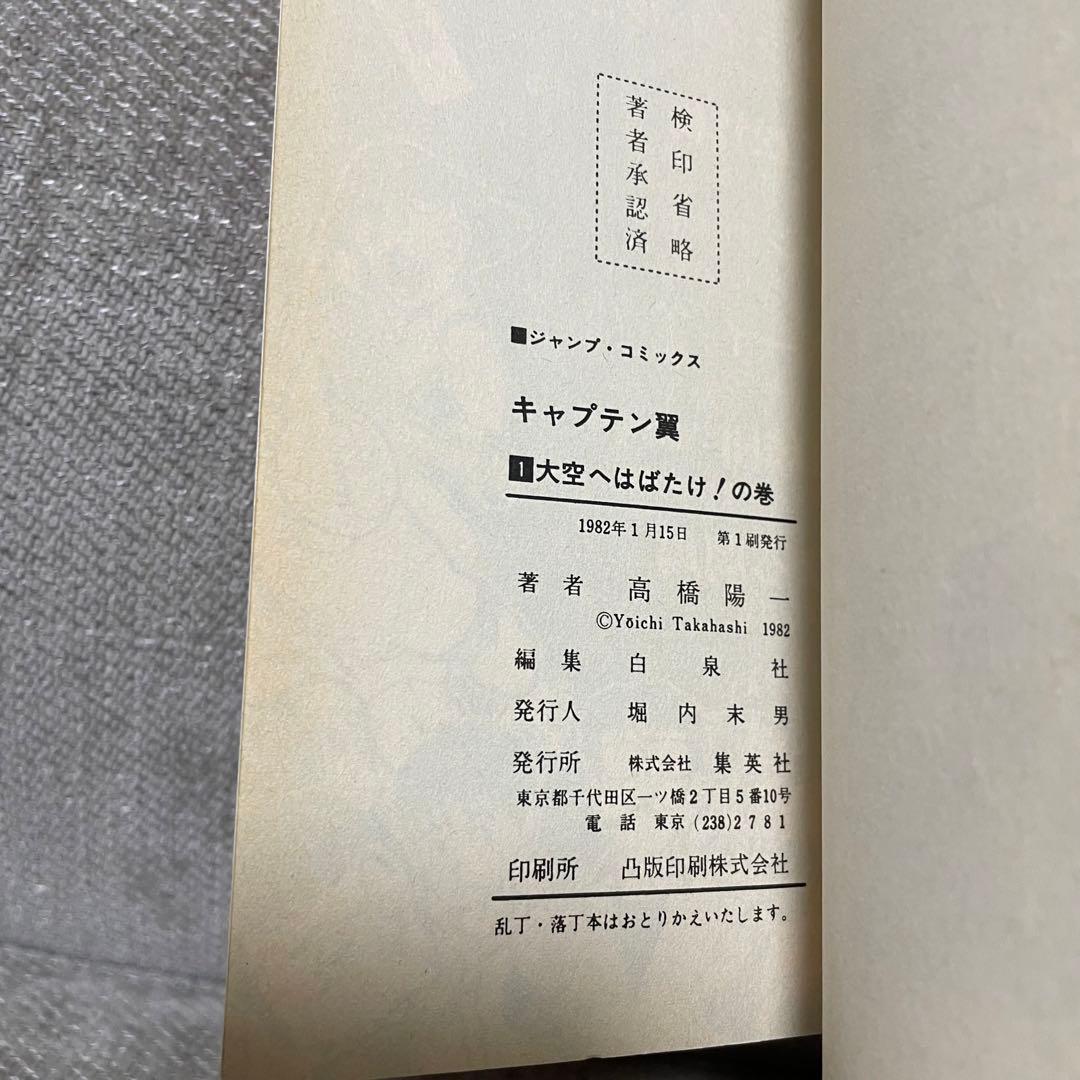 検印省略
著者承認済
■ジャンプ・コミックス
キャプテン翼
1 大空へはばたけ!の巻
1982年1月15日 第1刷発行
著者 高橋陽一
©Yōichi Takahashi 1982
編集 白泉社
発行人 堀内末男
発行所 株式会社 集英社
東京都千代田区一ツ橋2丁目5番10号
電話 東京(238)2781
印刷所 凸版印刷株式会社
乱丁・落丁本はおとりかえいたします。